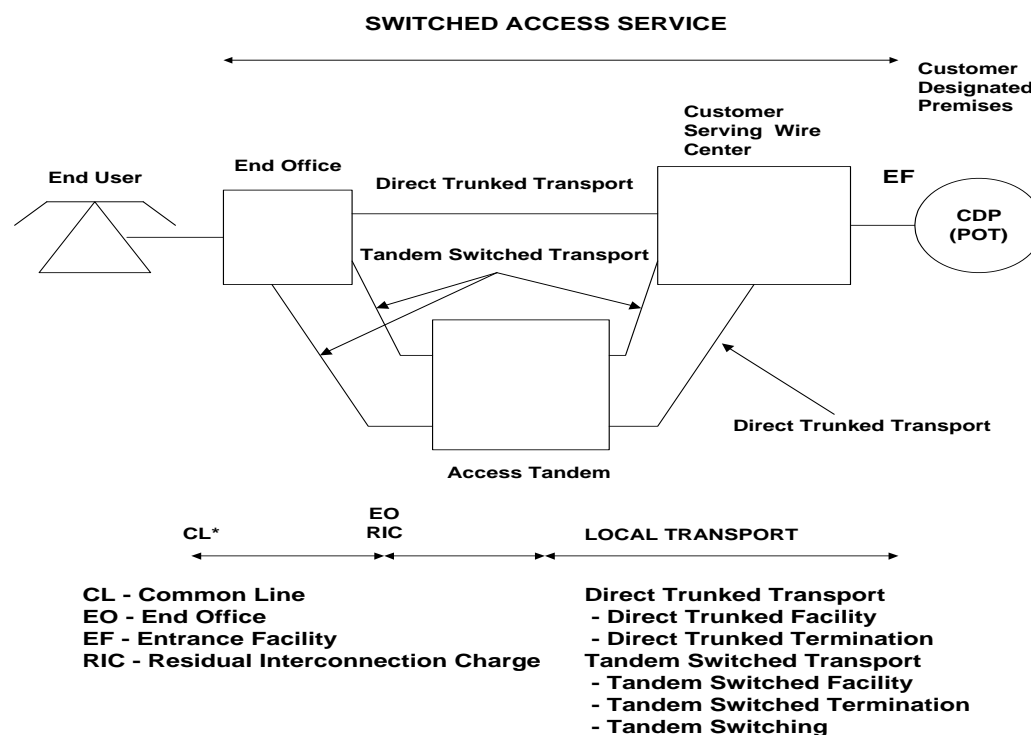 SWITCHED ACCESS SERVICE
Customer
Designated
Premises
Customer
Serving Wire
Center
End Office
End User
Direct Trunked Transport
EF
CDP
(POT)
Tandem Switched Transport
Direct Trunked Transport
Access Tandem
EO
RIC
CL*
LOCAL TRANSPORT
CL - Common Line
EO - End Office
EF - Entrance Facility
RIC - Residual Interconnection Charge
Direct Trunked Transport
- Direct Trunked Facility
- Direct Trunked Termination
Tandem Switched Transport
- Tandem Switched Facility
- Tandem Switched Termination
- Tandem Switching